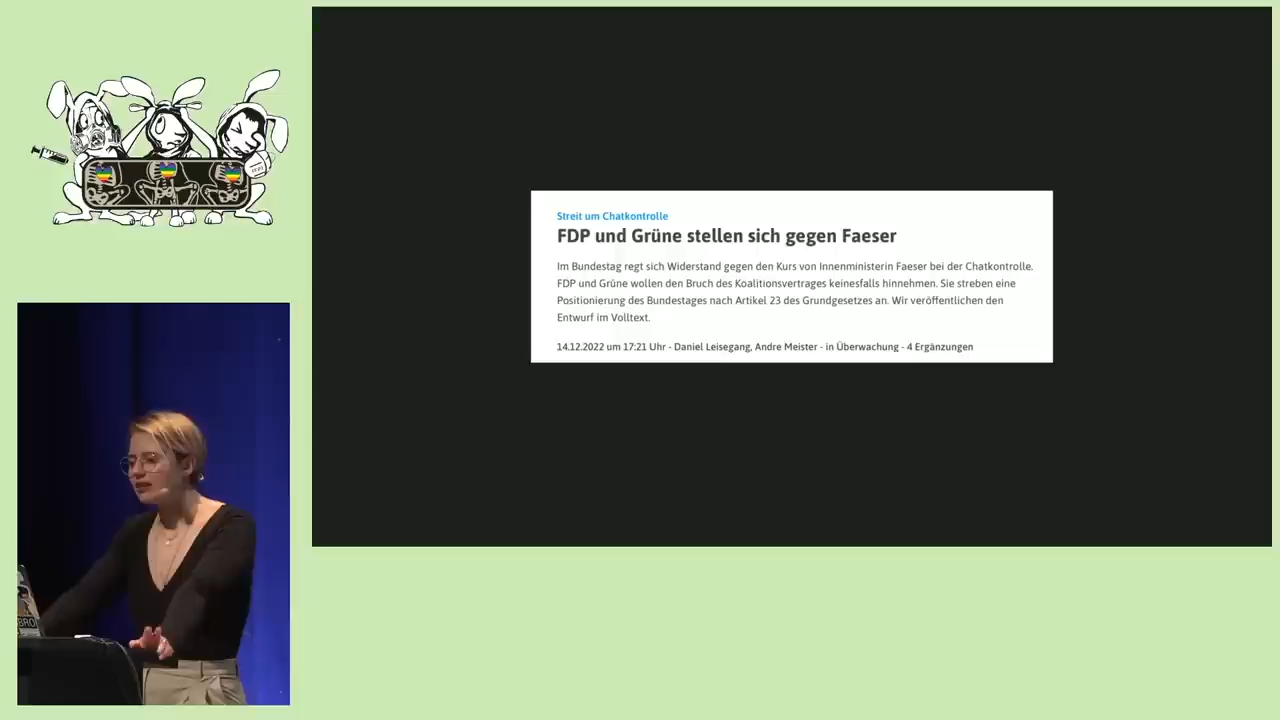 Streit um Chatkontrolle
FDP und Grüne stellen sich gegen Faeser
Im Bundestag regt sich Widerstand gegen den Kurs von Innenministerin Faeser bei der Chatkontrolle.
FDP und Grüne wollen den Bruch des Koalitionsvertrages keinesfalls hinnehmen. Sie streben eine
Positionierung des Bundestages nach Artikel 23 des Grundgesetzes an. Wir veröffentlichen den
Entwurf im Volltext.
14.12.2022 um 17:21 Uhr - Daniel Leisegang, Andre Meister - in Überwachung - 4 Ergänzungen